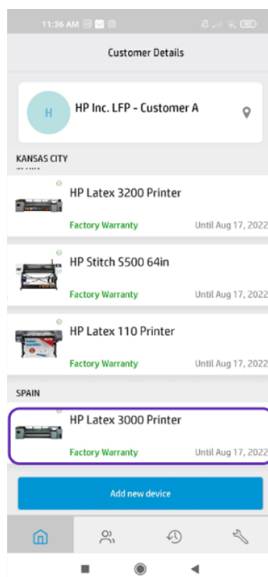 11:36 AM
Customer Details
H
HP Inc. LFP - Customer A
KANSAS CITY
HP Latex 3200 Printer
Factory Warranty Until Aug 17, 2022
HP Stitch S500 64in
Factory Warranty Until Aug 17, 2022
HP Latex 110 Printer
Factory Warranty Until Aug 17, 2022
SPAIN
HP Latex 3000 Printer
Factory Warranty Until Aug 17, 2022
Add new device